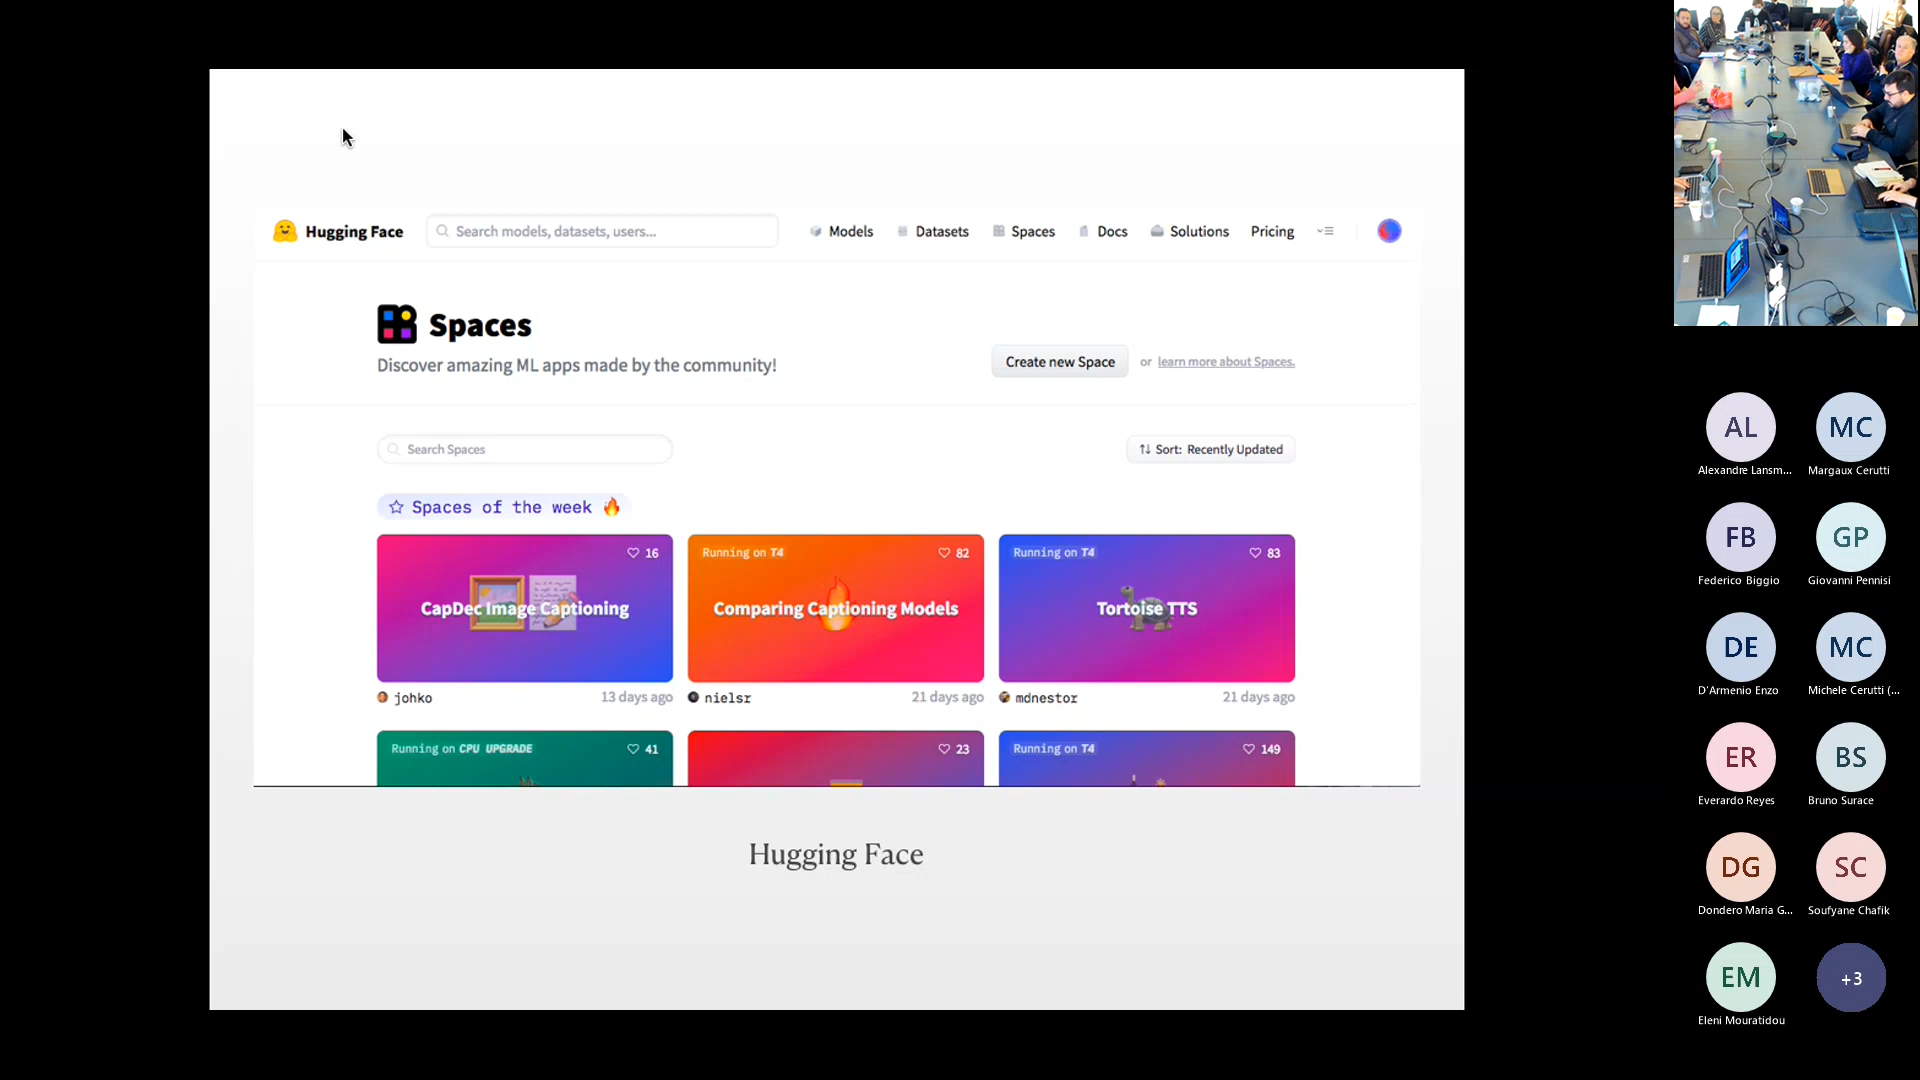 Hugging Face
Search models, datasets, users...
Models
Datasets
Spaces
Docs
Solutions
Pricing
Spaces
Discover amazing ML apps made by the community!
Create new Space or learn more about Spaces.
Search Spaces
Sort: Recently Updated
Spaces of the week
16
CapDec Image Captioning
johko 13 days ago
Running on T4 82
Comparing Captioning Models
nielsr 21 days ago
Running on T4 83
Tortoise TTS
mdnestor 21 days ago
Running on CPU UPGRADE 41
23
Running on T4 149
Hugging Face
AL
Alexandre Lansm...
MC
Margaux Cerutti
FB
Federico Biggio
GP
Giovanni Pennisi
DE
D'Armenio Enzo
MC
Michele Cerutti (...
ER
Everardo Reyes
BS
Bruno Surace
DG
Dondero Maria G...
SC
Soufyane Chafik
EM
Eleni Mouratidou
+3